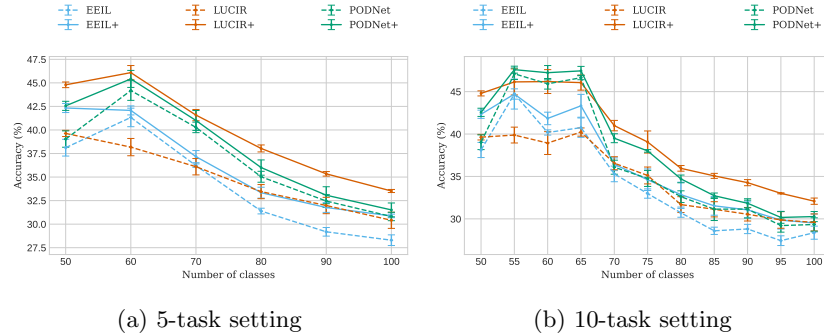 EEIL LUCIR PODNet
EEIL+ LUCIR+ PODNet+
47.5
45.0
42.5
40.0
37.5
35.0
32.5
30.0
27.5
Accuracy (%)
50 60 70 80 90 100
Number of classes
(a) 5-task setting
EEIL LUCIR PODNet
EEIL+ LUCIR+ PODNet+
45
40
35
30
Accuracy (%)
50 55 60 65 70 75 80 85 90 95 100
Number of classes
(b) 10-task setting